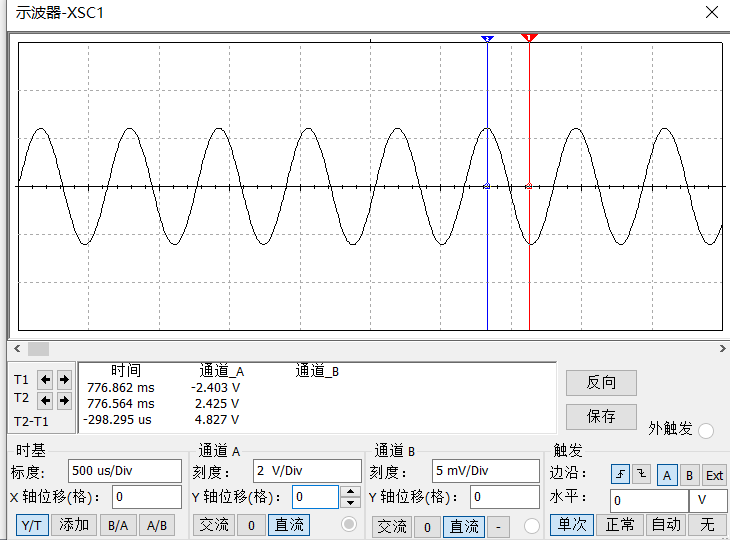 示波器-XSC1
2 1
时间 通道_A 通道_B
T1 776.862 ms -2.403 V
T2 776.564 ms 2.425 V
T2-T1 -298.295 us 4.827 V
反向
保存
外触发
时基 通道 A 通道 B 触发
标度: 500 us/Div 刻度: 2 V/Div 刻度: 5 mV/Div 边沿: A B Ext
X 轴位移(格): 0 Y 轴位移(格): 0 Y 轴位移(格): 0 水平: 0 V
Y/T 添加 B/A A/B 交流 0 直流 交流 0 直流 - 单次 正常 自动 无